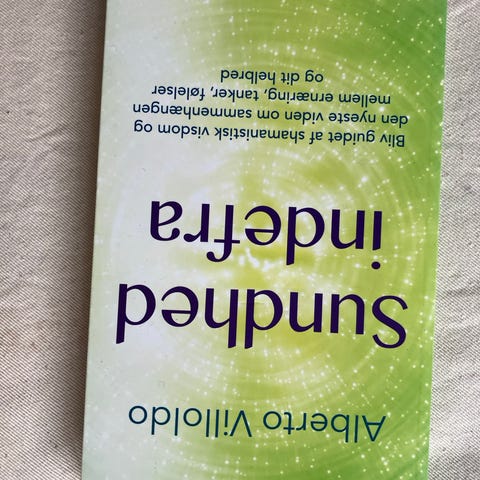 Alberto Villoldo
Sundhed
indefra
Bliv guidet af shamanistisk visdom og
den nyeste viden om sammenhængen
mellem ernæring, tanker, følelser
og dit helbred